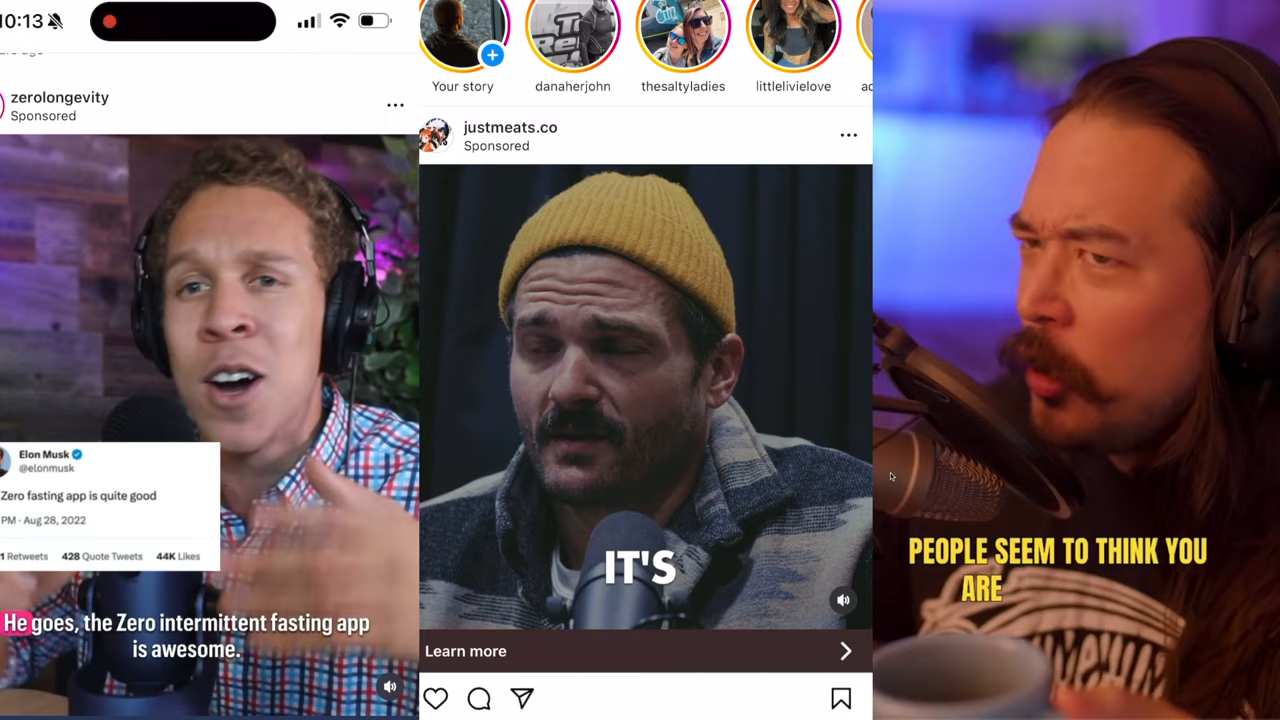 10:13
zerolongevity
Sponsored
Elon Musk
@elonmusk
Zero fasting app is quite good
PM · Aug 28, 2022
1 Retweets 428 Quote Tweets 44K Likes
He goes, the Zero intermittent fasting app
is awesome.
Your story
danaherjohn
thesaltyladies
littlelivielove
justmeats.co
Sponsored
IT'S
Learn more
PEOPLE SEEM TO THINK YOU
ARE